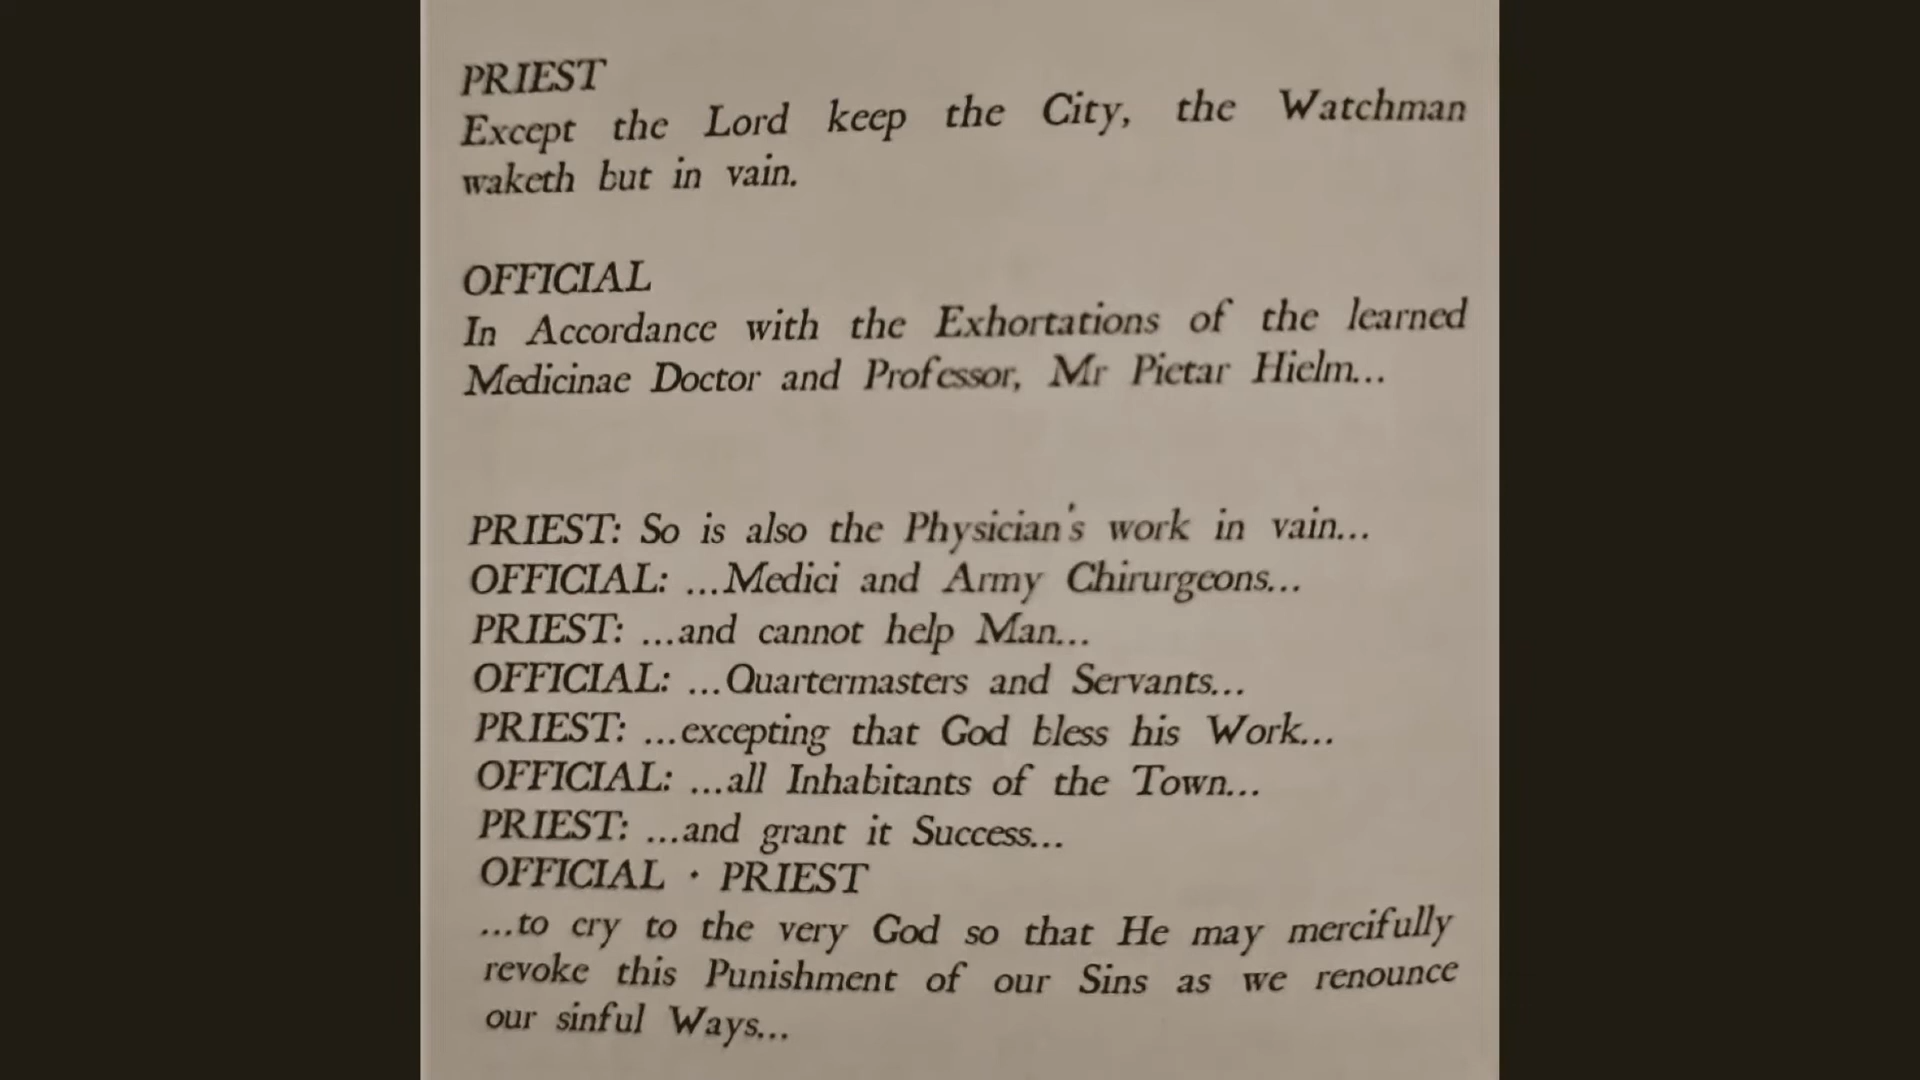 PRIEST
Except the Lord keep the City, the Watchman
waketh but in vain.
OFFICIAL
In Accordance with the Exhortations of the learned
Medicinae Doctor and Professor, Mr Pietar Hielm...
PRIEST: So is also the Physician's work in vain...
OFFICIAL: ...Medici and Army Chirurgeons...
PRIEST: ...and cannot help Man...
OFFICIAL: ...Quartermasters and Servants...
PRIEST: ...excepting that God bless his Work...
OFFICIAL: ...all Inhabitants of the Town...
PRIEST: ...and grant it Success...
OFFICIAL · PRIEST
...to cry to the very God so that He may mercifully
revoke this Punishment of our Sins as we renounce
our sinful Ways...